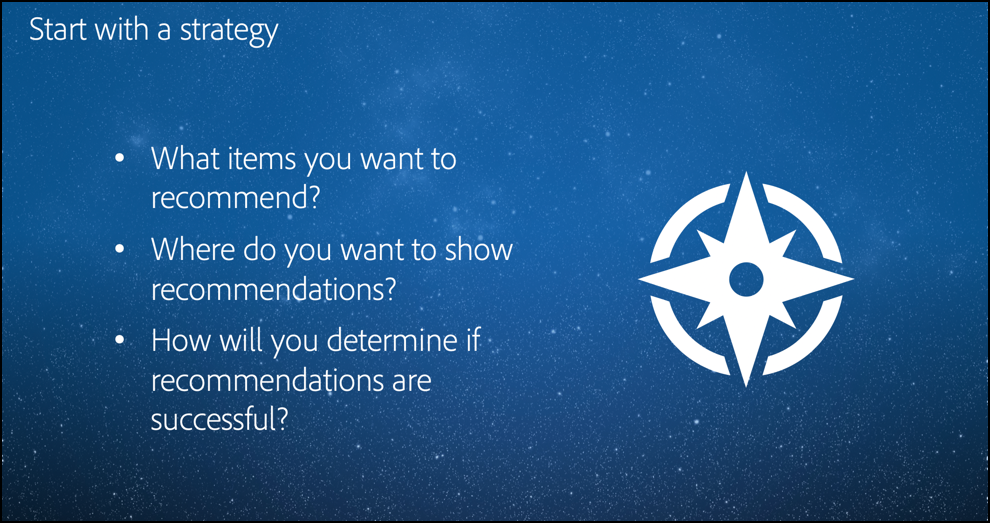 Start with a strategy
• What items you want to
recommend?
• Where do you want to show
recommendations?
• How will you determine if
recommendations are
successful?